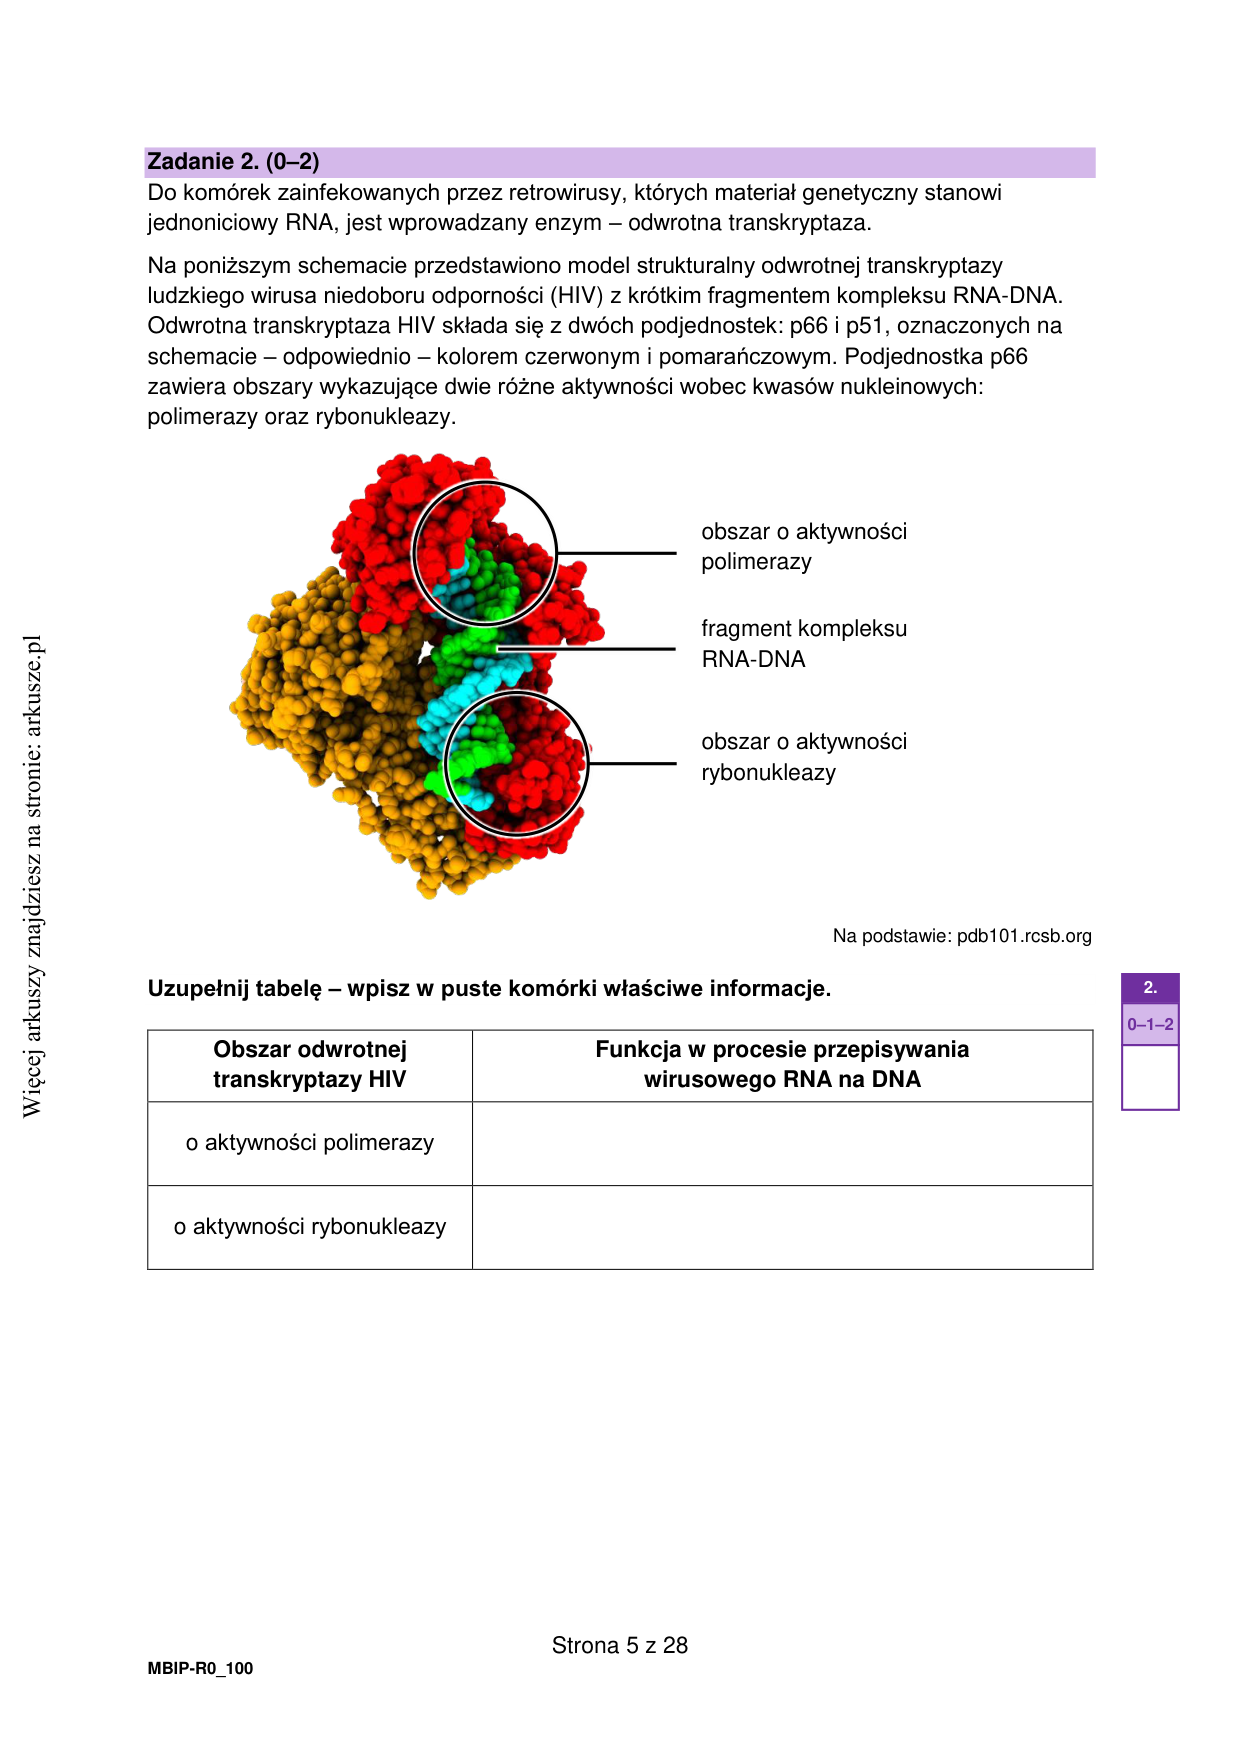 Zadanie 2. (0–2)
Do komórek zainfekowanych przez retrowirusy, których materiał genetyczny stanowi
jednoniciowy RNA, jest wprowadzany enzym – odwrotna transkryptaza.
Na poniższym schemacie przedstawiono model strukturalny odwrotnej transkryptazy
ludzkiego wirusa niedoboru odporności (HIV) z krótkim fragmentem kompleksu RNA-DNA.
Odwrotna transkryptaza HIV składa się z dwóch podjednostek: p66 i p51, oznaczonych na
schemacie – odpowiednio – kolorem czerwonym i pomarańczowym. Podjednostka p66
zawiera obszary wykazujące dwie różne aktywności wobec kwasów nukleinowych:
polimerazy oraz rybonukleazy.
obszar o aktywności
polimerazy
fragment kompleksu
RNA-DNA
obszar o aktywności
rybonukleazy
Na podstawie: pdb101.rcsb.org
Uzupełnij tabelę – wpisz w puste komórki właściwe informacje.
2.
0–1–2
Obszar odwrotnej
transkryptazy HIV
Funkcja w procesie przepisywania
wirusowego RNA na DNA
o aktywności polimerazy
o aktywności rybonukleazy
Więcej arkuszy znajdziesz na stronie: arkusze.pl
Strona 5 z 28
MBIP-R0_100